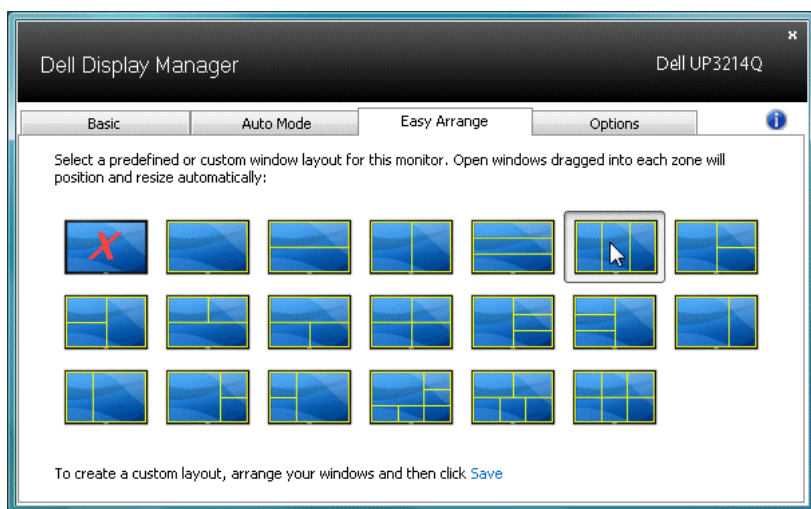 Dell Display Manager
Dell UP3214Q
Basic
Auto Mode
Easy Arrange
Options
Select a predefined or custom window layout for this monitor. Open windows dragged into each zone will
position and resize automatically:
X
To create a custom layout, arrange your windows and then click Save